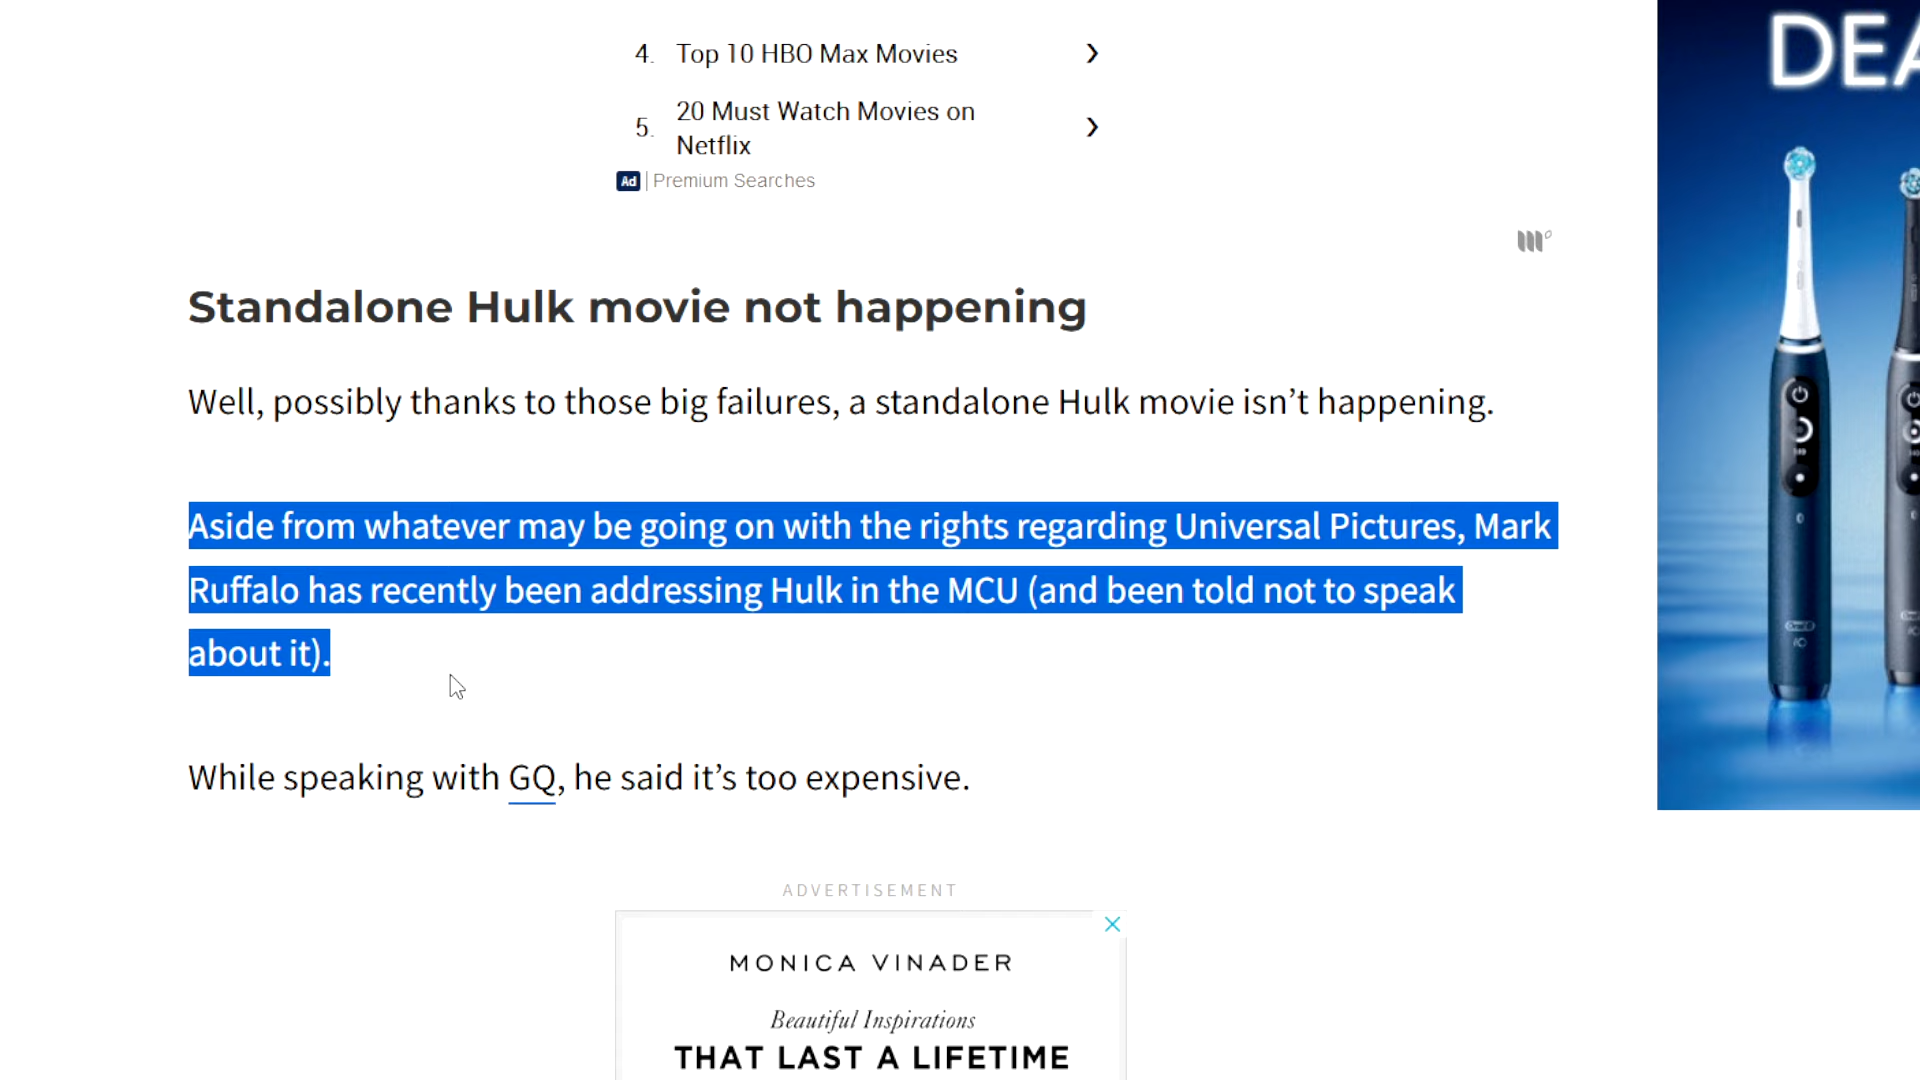 4. Top 10 HBO Max Movies
5. 20 Must Watch Movies on
Netflix
Ad | Premium Searches
DEA
Standalone Hulk movie not happening
Well, possibly thanks to those big failures, a standalone Hulk movie isn’t happening.
Aside from whatever may be going on with the rights regarding Universal Pictures, Mark
Ruffalo has recently been addressing Hulk in the MCU (and been told not to speak
about it).
While speaking with GQ, he said it’s too expensive.
ADVERTISEMENT
MONICA VINADER
Beautiful Inspirations
THAT LAST A LIFETIME